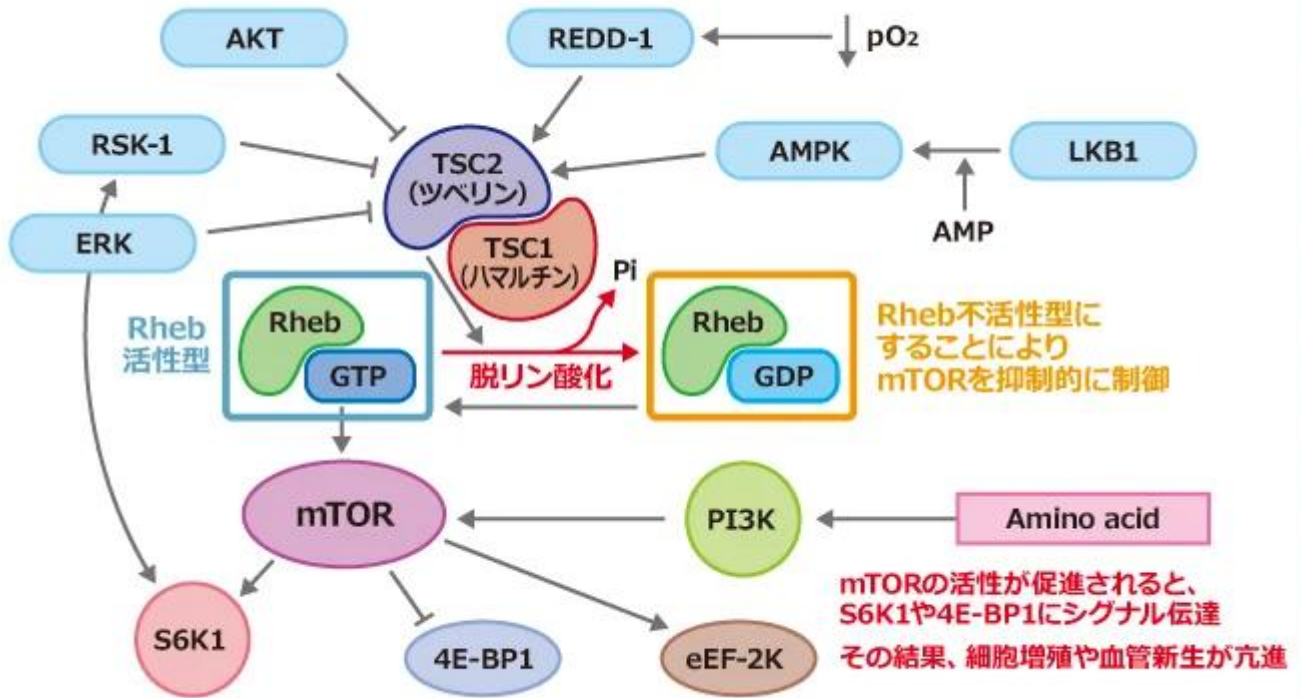 AKT
REDD-1
pO2
RSK-1
TSC2
(ツベリン)
AMPK
LKB1
ERK
TSC1
(ハマルチン)
AMP
Pi
Rheb
活性型
Rheb
GTP
脱リン酸化
Rheb
GDP
Rheb不活性型に
することにより
mTORを抑制的に制御
mTOR
PI3K
Amino acid
mTORの活性が促進されると、
S6K1や4E-BP1にシグナル伝達
その結果、細胞増殖や血管新生が亢進
S6K1
4E-BP1
eEF-2K